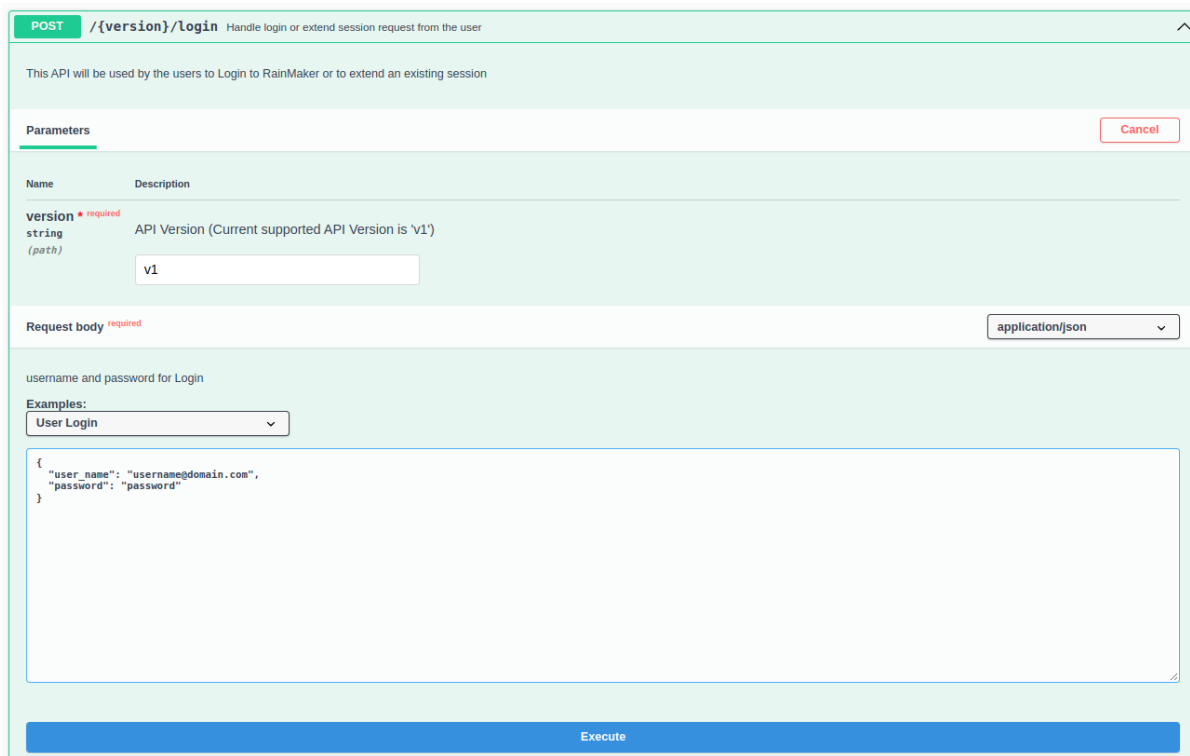 POST /{version}/login Handle login or extend session request from the user
This API will be used by the users to Login to RainMaker or to extend an existing session
Parameters
Cancel
Name Description
version * required
string
(path)
API Version (Current supported API Version is 'v1')
v1
Request body required
application/json
username and password for Login
Examples:
User Login
{
  "user_name": "username@domain.com",
  "password": "password"
}
Execute